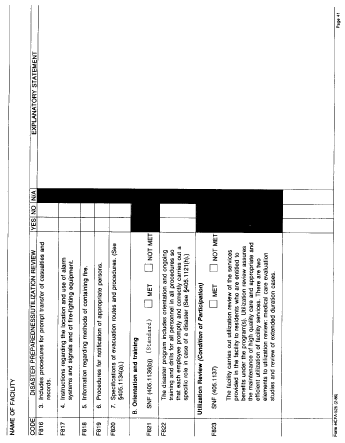 NAME OF FACILITY
CODE DISASTER PREPAREDNESS/UTILIZATION REVIEW YES NO N/A EXPLANATORY STATEMENT
F816 3. Includes procedures for prompt transfer of casualties and
records.
F817 4. Instructions regarding the location and use of alarm
systems and signals and of fire-fighting equipment.
F818 5. Information regarding methods of containing fire.
F819 6. Procedures for notification of appropriate persons.
F820 7. Specifications of evacuation routes and procedures. (See
§405.1134(a).)
B. Orientation and training
F821 SNF (405.1136(b)) (Standard) MET NOT MET
F822 The disaster program includes orientation and ongoing
training and drills for all personnel in all procedures so
that each employee promptly and correctly carries out a
specific role in case of a disaster (See §405.1121(h).)
Utilization Review (Condition of Participation)
F823 SNF (405.1137) MET NOT MET
The facility carries out utilization review of the services
provided in the facility to residents who are entitled to
benefits under the program(s). Utilization review assures
the maintenance of high quality care and appropriate and
efficient utilization of facility services. There are two
elements to utilization review: medical care evaluation
studies and review of extended duration cases.
Form HCFA-1525 (2-86) Page 41